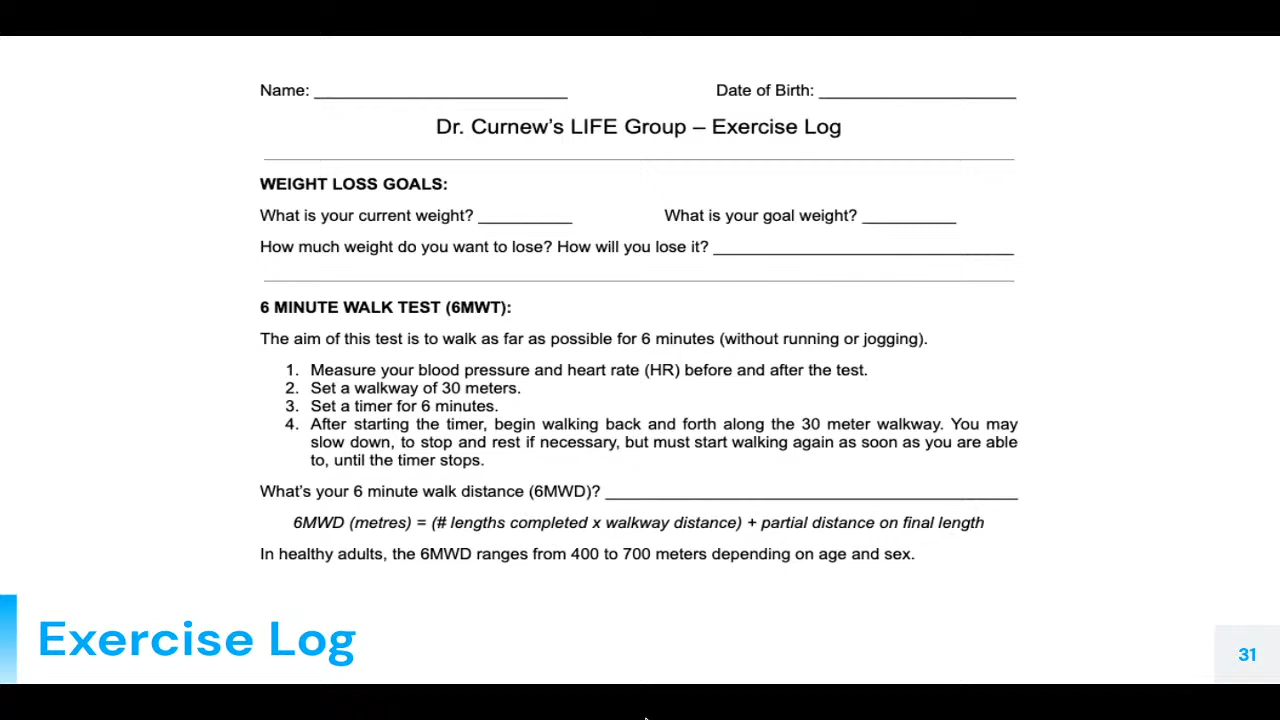 Name: ____________________ Date of Birth: ____________________
Dr. Curnew's LIFE Group – Exercise Log
WEIGHT LOSS GOALS:
What is your current weight? __________ What is your goal weight? __________
How much weight do you want to lose? How will you lose it? ____________________
6 MINUTE WALK TEST (6MWT):
The aim of this test is to walk as far as possible for 6 minutes (without running or jogging).
1. Measure your blood pressure and heart rate (HR) before and after the test.
2. Set a walkway of 30 meters.
3. Set a timer for 6 minutes.
4. After starting the timer, begin walking back and forth along the 30 meter walkway. You may
slow down, to stop and rest if necessary, but must start walking again as soon as you are able
to, until the timer stops.
What's your 6 minute walk distance (6MWD)? ____________________
6MWD (metres) = (# lengths completed x walkway distance) + partial distance on final length
In healthy adults, the 6MWD ranges from 400 to 700 meters depending on age and sex.
Exercise Log
31